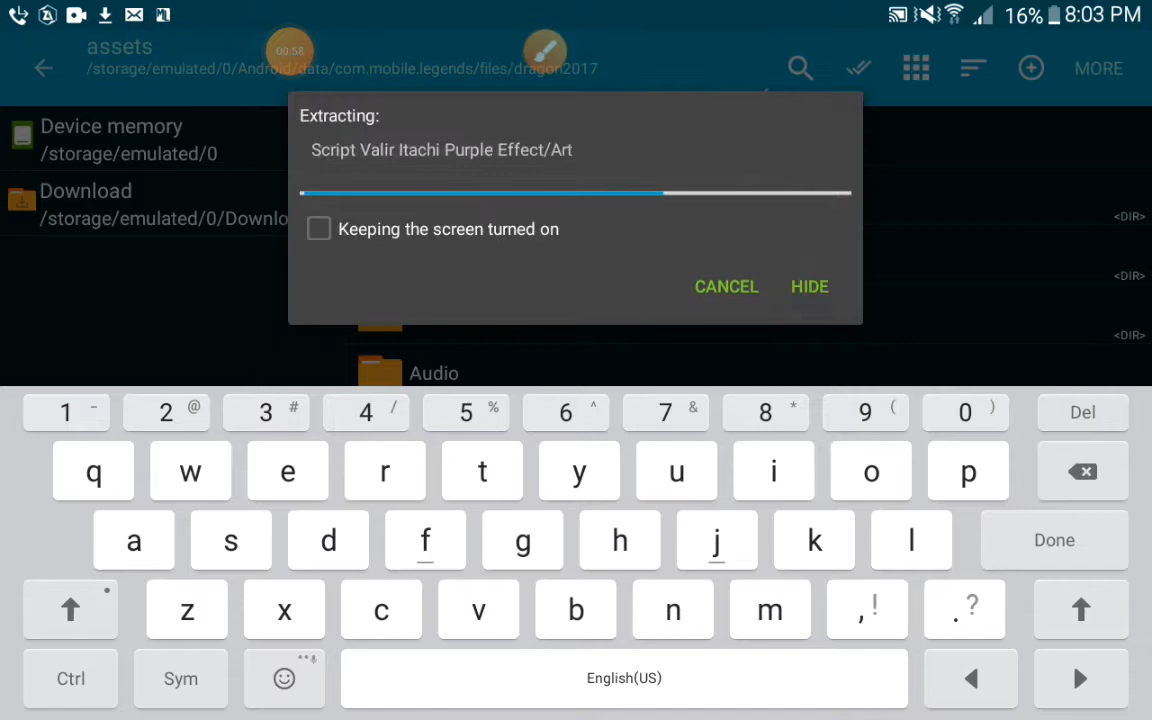 16% 8:03 PM
assets
/storage/emulated/0/Android/data/com.mobile.legends/files/dragon2017
00:58
MORE
Device memory
/storage/emulated/0
Download
/storage/emulated/0/Downlo
Extracting:
Script Valir Itachi Purple Effect/Art
Keeping the screen turned on
CANCEL HIDE
<DIR>
<DIR>
<DIR>
Audio
1 - 2 @ 3 # 4 / 5 % 6 ^ 7 & 8 * 9 ( 0 ) Del
q w e r t y u i o p
a s d f g h j k l Done
z x c v b n m , ! . ?
Ctrl Sym English(US)